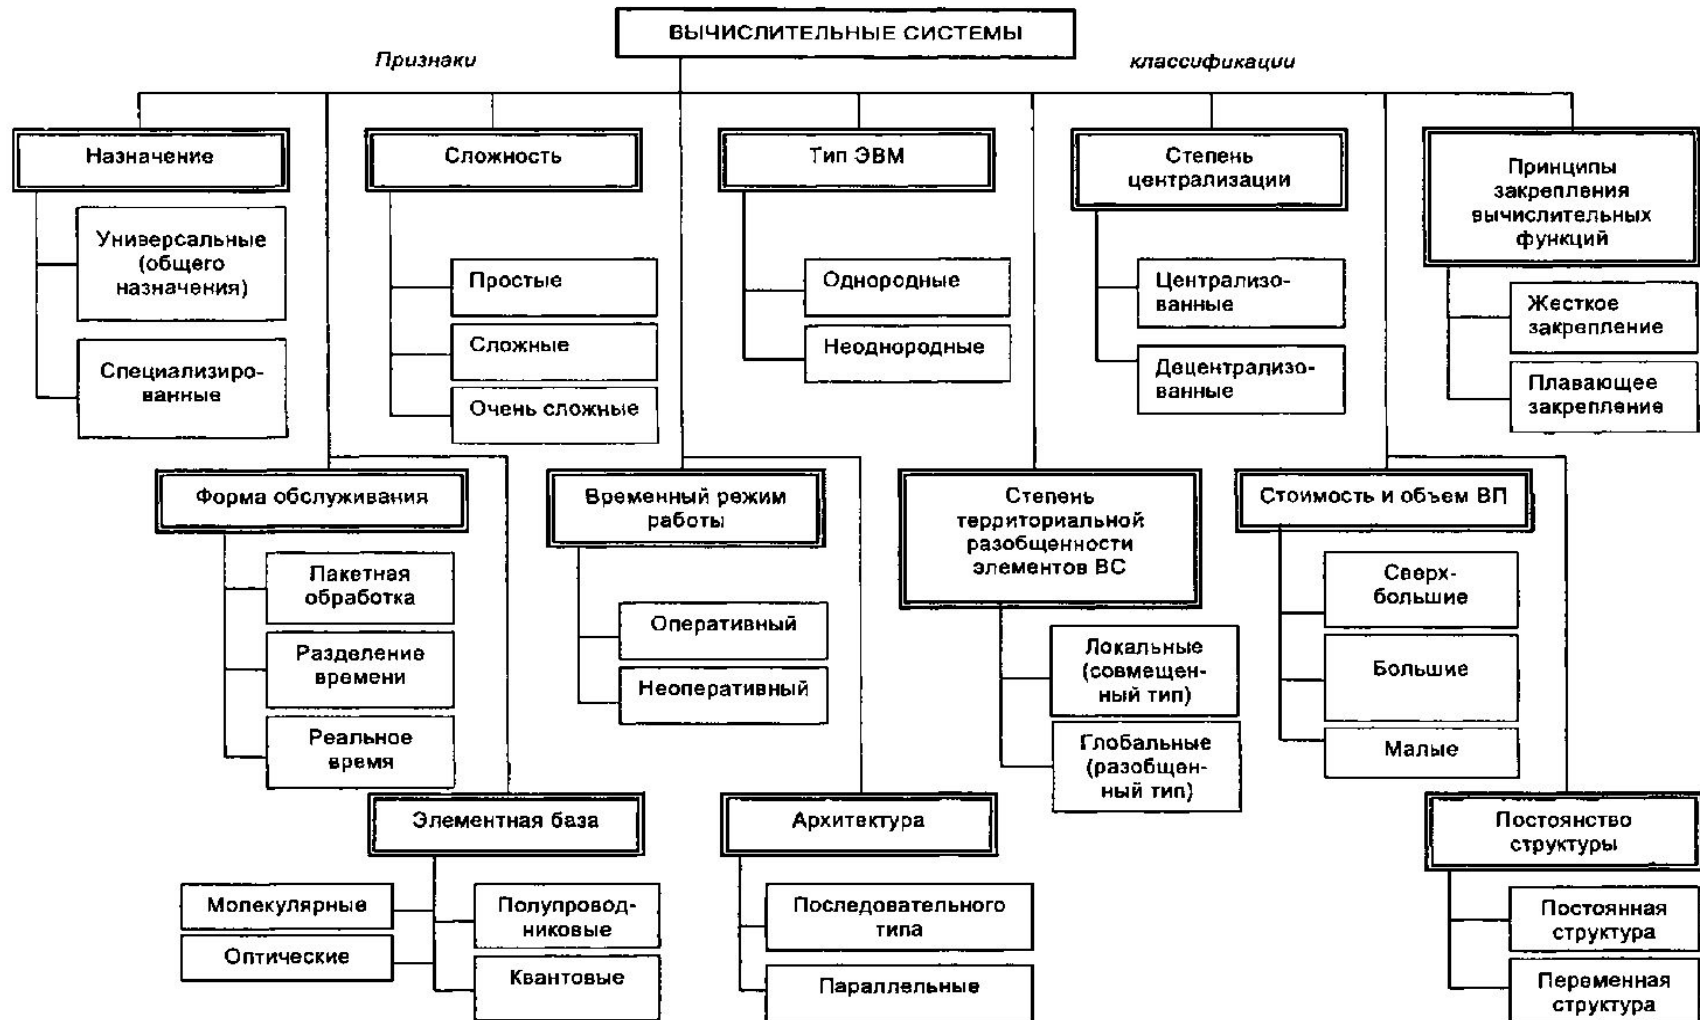 ВЫЧИСЛИТЕЛЬНЫЕ СИСТЕМЫ
Признаки
классификации
Назначение
Универсальные
(общего
назначения)
Специализиро-
ванные
Сложность
Простые
Сложные
Очень сложные
Тип ЭВМ
Однородные
Неоднородные
Степень
централизации
Централизо-
ванные
Децентрализо-
ванные
Принципы
закрепления
вычислительных
функций
Жесткое
закрепление
Плавающее
закрепление
Форма обслуживания
Пакетная
обработка
Разделение
времени
Реальное
время
Временный режим
работы
Оперативный
Неоперативный
Степень
территориальной
разобщенности
элементов ВС
Локальные
(совмещен-
ный тип)
Глобальные
(разобщен-
ный тип)
Стоимость и объем ВП
Сверх-
большие
Большие
Малые
Элементная база
Молекулярные
Оптические
Полупровод-
никовые
Квантовые
Архитектура
Последовательного
типа
Параллельные
Постоянство
структуры
Постоянная
структура
Переменная
структура